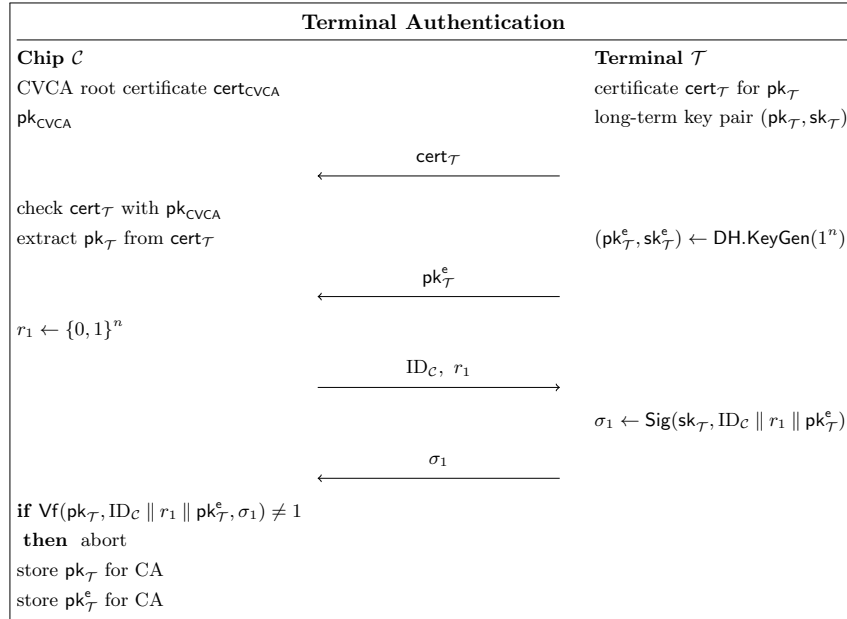 Terminal Authentication
Chip 𝒞 Terminal 𝒯
CVCA root certificate cert_CVCA certificate cert_𝒯 for pk_𝒯
pk_CVCA long-term key pair (pk_𝒯, sk_𝒯)
cert_𝒯
check cert_𝒯 with pk_CVCA
extract pk_𝒯 from cert_𝒯 (pk^e_𝒯, sk^e_𝒯) ← DH.KeyGen(1^n)
pk^e_𝒯
r_1 ← {0, 1}^n
ID_𝒞, r_1
σ_1 ← Sig(sk_𝒯, ID_𝒞 ∥ r_1 ∥ pk^e_𝒯)
σ_1
if Vf(pk_𝒯, ID_𝒞 ∥ r_1 ∥ pk^e_𝒯, σ_1) ≠ 1
then abort
store pk_𝒯 for CA
store pk^e_𝒯 for CA